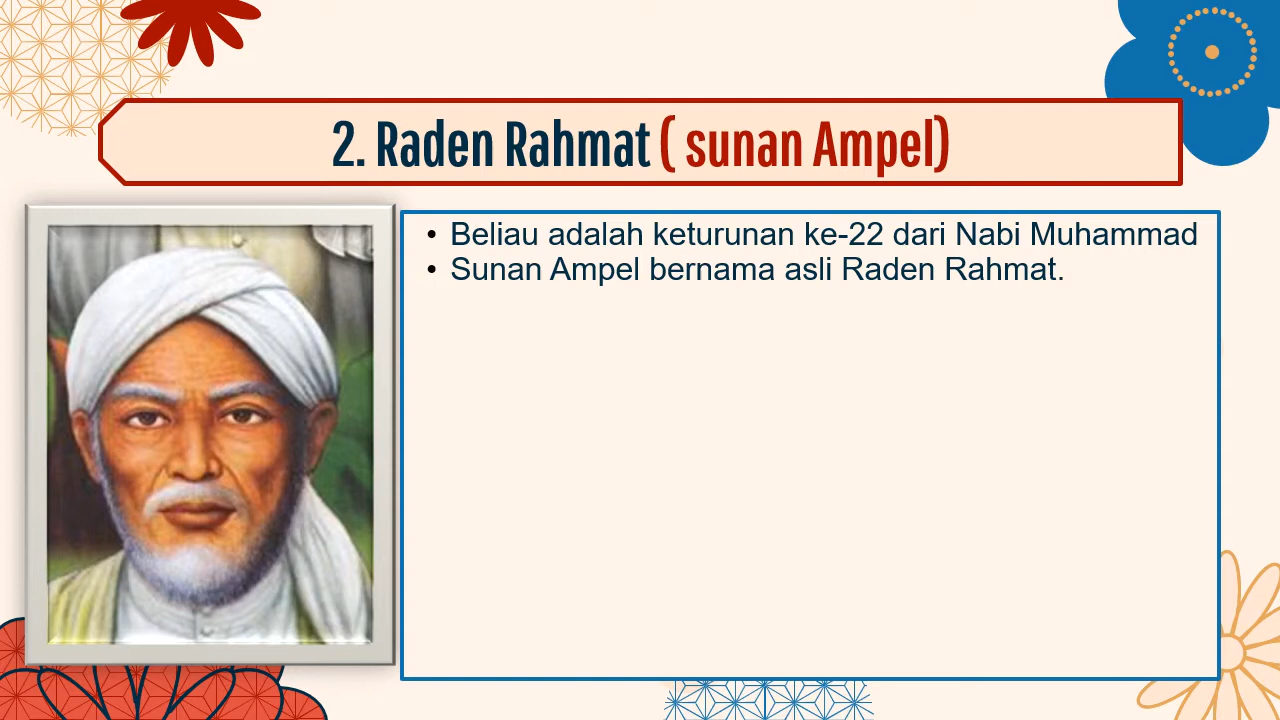 2. Raden Rahmat ( sunan Ampel)
• Beliau adalah keturunan ke-22 dari Nabi Muhammad
• Sunan Ampel bernama asli Raden Rahmat.